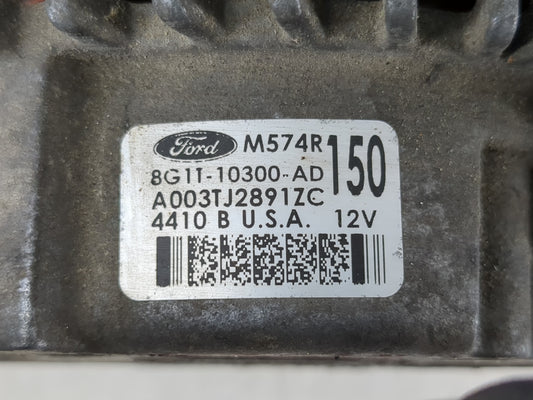 Ford M574R
8G1T-10300-AD 150
A003TJ2891ZC
4410 B U.S.A. 12V